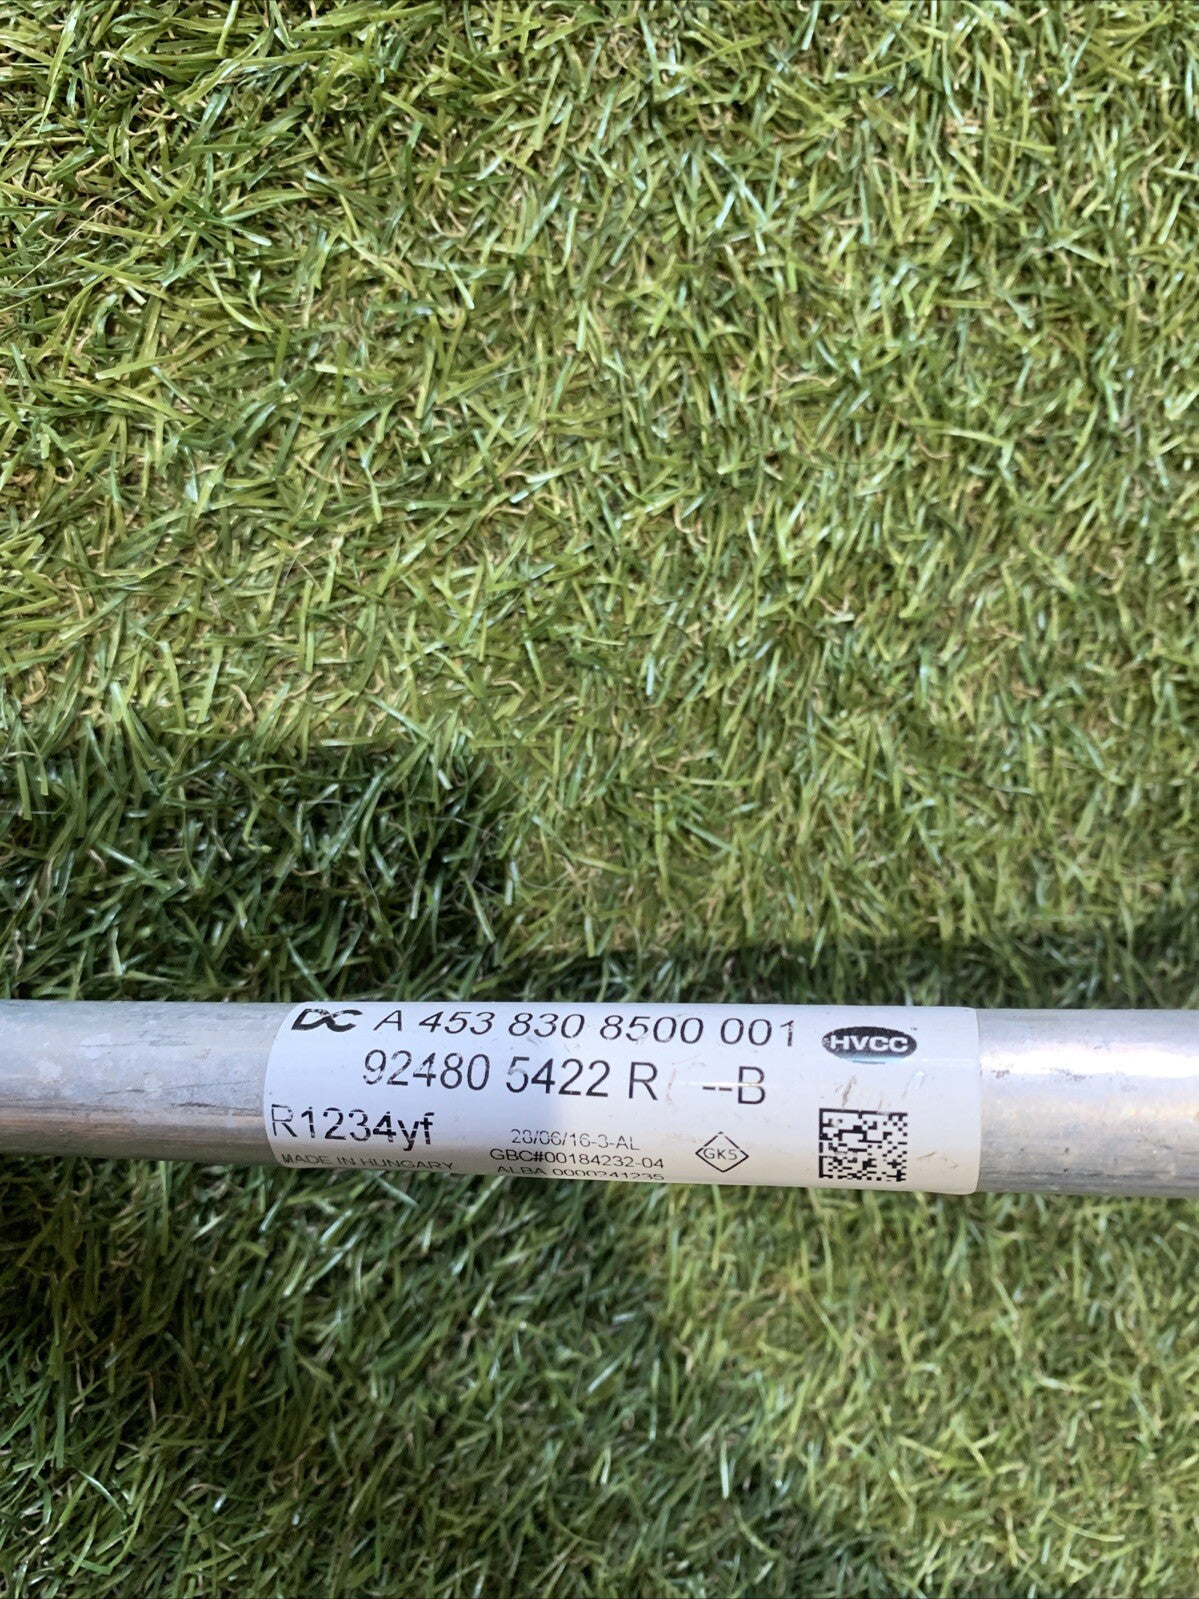 DC A 453 830 8500 001
HVCC
92480 5422 R --B
R1234yf
28/06/16-3-AL
GBC#00184232-04
GK5
MADE IN HUNGARY
ALBA 0000241235